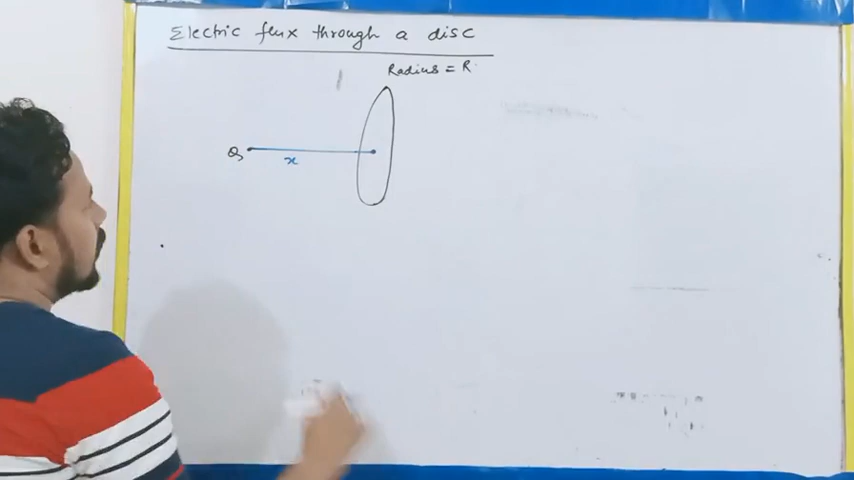 Electric flux through a disc
Radius = R
Q
x